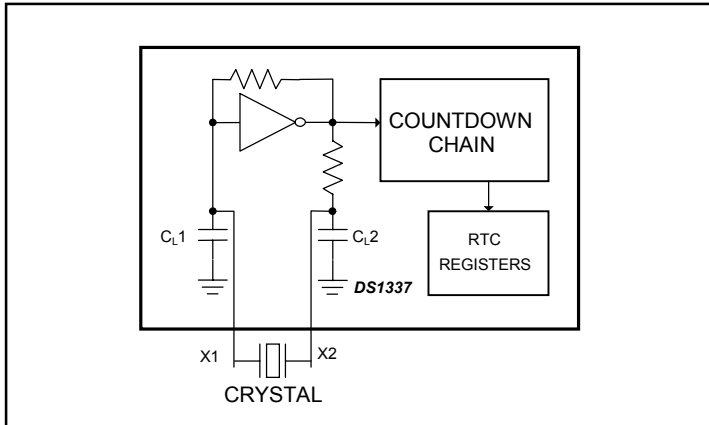 COUNTDOWN
CHAIN
CL1
CL2
RTC
REGISTERS
DS1337
X1
X2
CRYSTAL